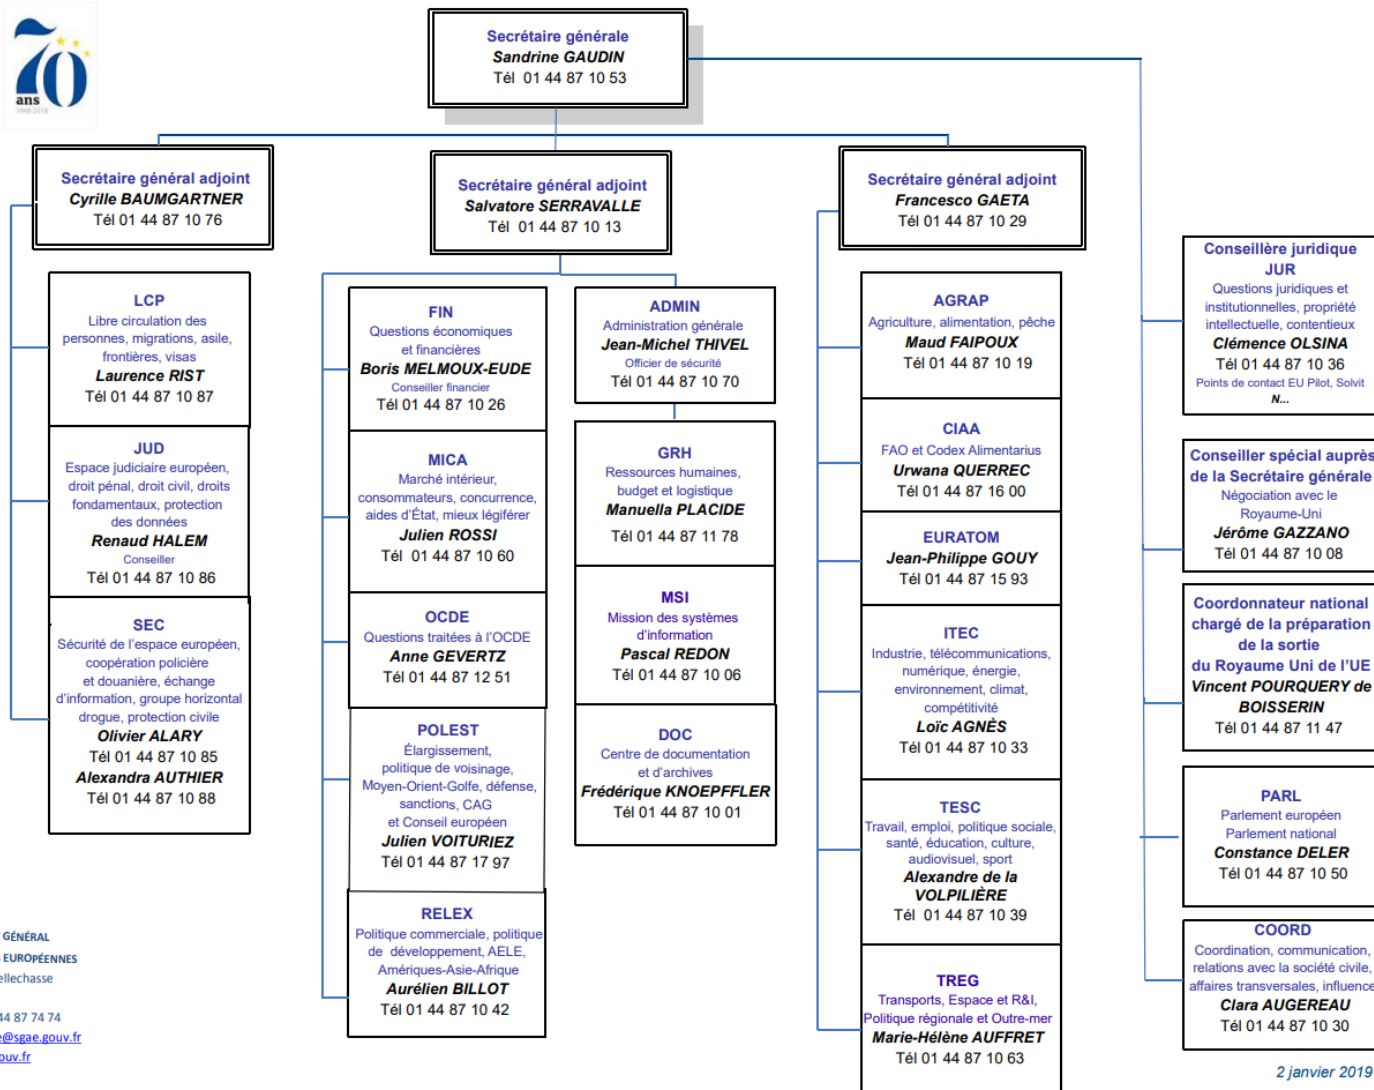 70
ans
1948-2018
Secrétaire générale
Sandrine GAUDIN
Tél 01 44 87 10 53
Secrétaire général adjoint
Cyrille BAUMGARTNER
Tél 01 44 87 10 76
LCP
Libre circulation des
personnes, migrations, asile,
frontières, visas
Laurence RIST
Tél 01 44 87 10 87
JUD
Espace judiciaire européen,
droit pénal, droit civil, droits
fondamentaux, protection
des données
Renaud HALEM
Conseiller
Tél 01 44 87 10 86
SEC
Sécurité de l'espace européen,
coopération policière
et douanière, échange
d'information, groupe horizontal
drogue, protection civile
Olivier ALARY
Tél 01 44 87 10 85
Alexandra AUTHIER
Tél 01 44 87 10 88
Secrétaire général adjoint
Salvatore SERRAVALLE
Tél 01 44 87 10 13
FIN
Questions économiques
et financières
Boris MELMOUX-EUDE
Conseiller financier
Tél 01 44 87 10 26
MICA
Marché intérieur,
consommateurs, concurrence,
aides d'État, mieux légiférer
Julien ROSSI
Tél 01 44 87 10 60
OCDE
Questions traitées à l'OCDE
Anne GEVERTZ
Tél 01 44 87 12 51
POLEST
Élargissement,
politique de voisinage,
Moyen-Orient-Golfe, défense,
sanctions, CAG
et Conseil européen
Julien VOITURIEZ
Tél 01 44 87 17 97
RELEX
Politique commerciale, politique
de développement, AELE,
Amériques-Asie-Afrique
Aurélien BILLOT
Tél 01 44 87 10 42
ADMIN
Administration générale
Jean-Michel THIVEL
Officier de sécurité
Tél 01 44 87 10 70
GRH
Ressources humaines,
budget et logistique
Manuella PLACIDE
Tél 01 44 87 11 78
MSI
Mission des systèmes
d'information
Pascal REDON
Tél 01 44 87 10 06
DOC
Centre de documentation
et d'archives
Frédérique KNOEPFFLER
Tél 01 44 87 10 01
Secrétaire général adjoint
Francesco GAETA
Tél 01 44 87 10 29
AGRAP
Agriculture, alimentation, pêche
Maud FAIPOUX
Tél 01 44 87 10 19
CIAA
FAO et Codex Alimentarius
Urwana QUERREC
Tél 01 44 87 16 00
EURATOM
Jean-Philippe GOUY
Tél 01 44 87 15 93
ITEC
Industrie, télécommunications,
numérique, énergie,
environnement, climat,
compétitivité
Loïc AGNÈS
Tél 01 44 87 10 33
TESC
Travail, emploi, politique sociale,
santé, éducation, culture,
audiovisuel, sport
Alexandre de la
VOLPILIÈRE
Tél 01 44 87 10 39
TREG
Transports, Espace et R&I,
Politique régionale et Outre-mer
Marie-Hélène AUFFRET
Tél 01 44 87 10 63
Conseillère juridique
JUR
Questions juridiques et
institutionnelles, propriété
intellectuelle, contentieux
Clémence OLSINA
Tél 01 44 87 10 36
Points de contact EU Pilot, Solvit
N...
Conseiller spécial auprès
de la Secrétaire générale
Négociation avec le
Royaume-Uni
Jérôme GAZZANO
Tél 01 44 87 10 08
Coordonnateur national
chargé de la préparation
de la sortie
du Royaume Uni de l'UE
Vincent POURQUERY de
BOISSERIN
Tél 01 44 87 11 47
PARL
Parlement européen
Parlement national
Constance DELER
Tél 01 44 87 10 50
COORD
Coordination, communication,
relations avec la société civile,
affaires transversales, influence
Clara AUGEREAU
Tél 01 44 87 10 30
GÉNÉRAL
EUROPÉENNES
ellechasse
44 87 74 74
e@sgae.gouv.fr
ouv.fr
2 janvier 2019